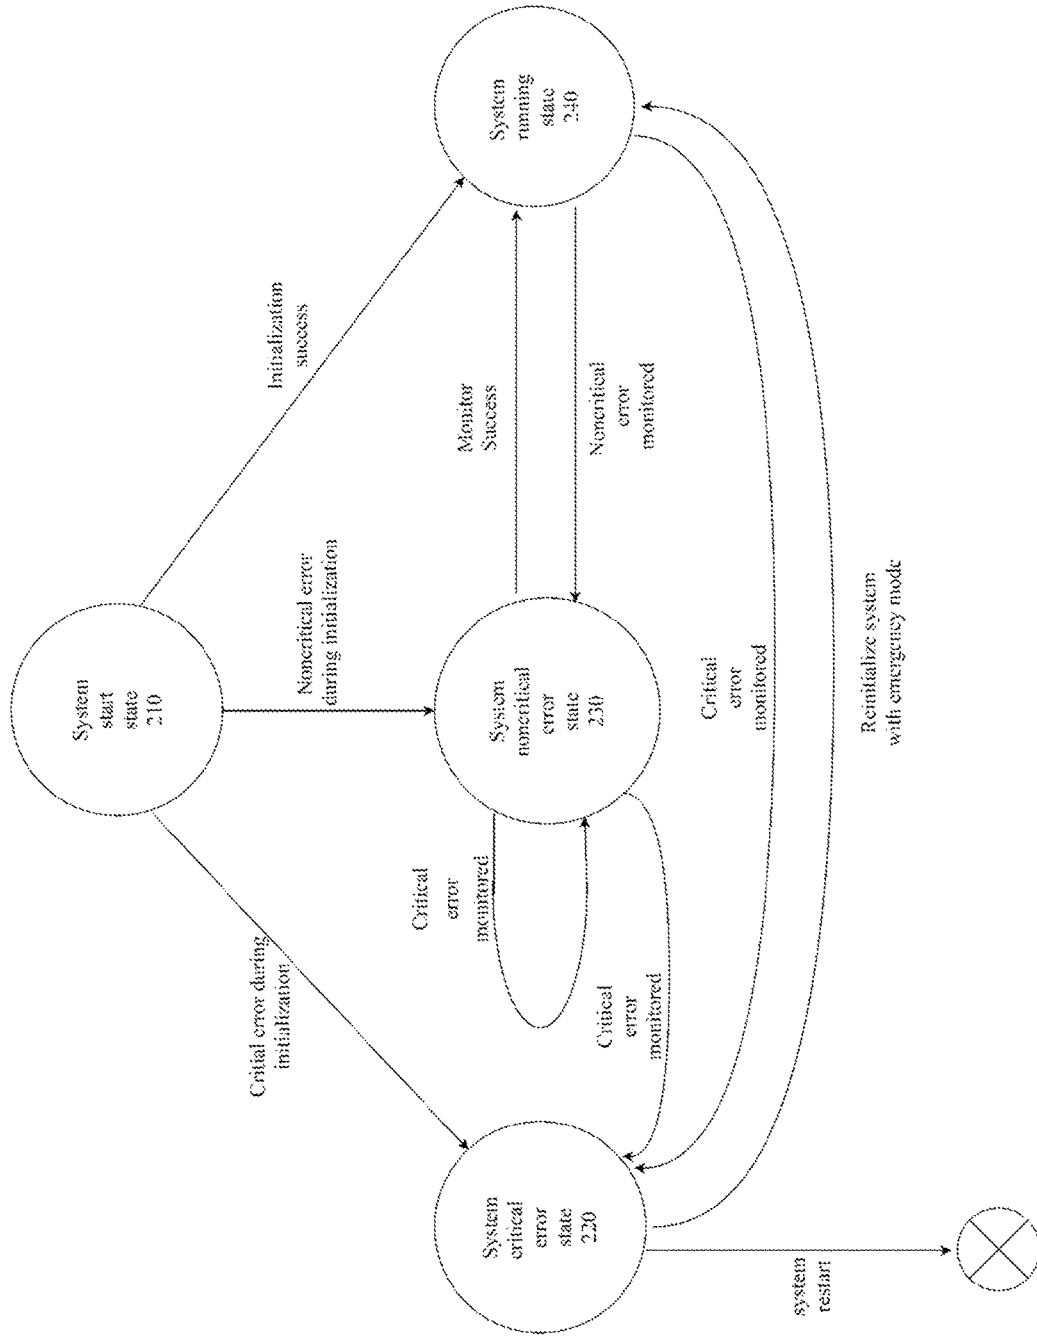 System
start
state
210
Critial error during
initialization
Noncritical error
during initialization
Initialization
success
System
critical
error
state
220
Critical
error
monitored
System
noncritical
error
state
230
Monitor
Success
Noncritical
error
monitored
System
running
state
240
Critical
error
monitored
Critical
error
monitored
system
restart
Reinitialize system
with emergency mode